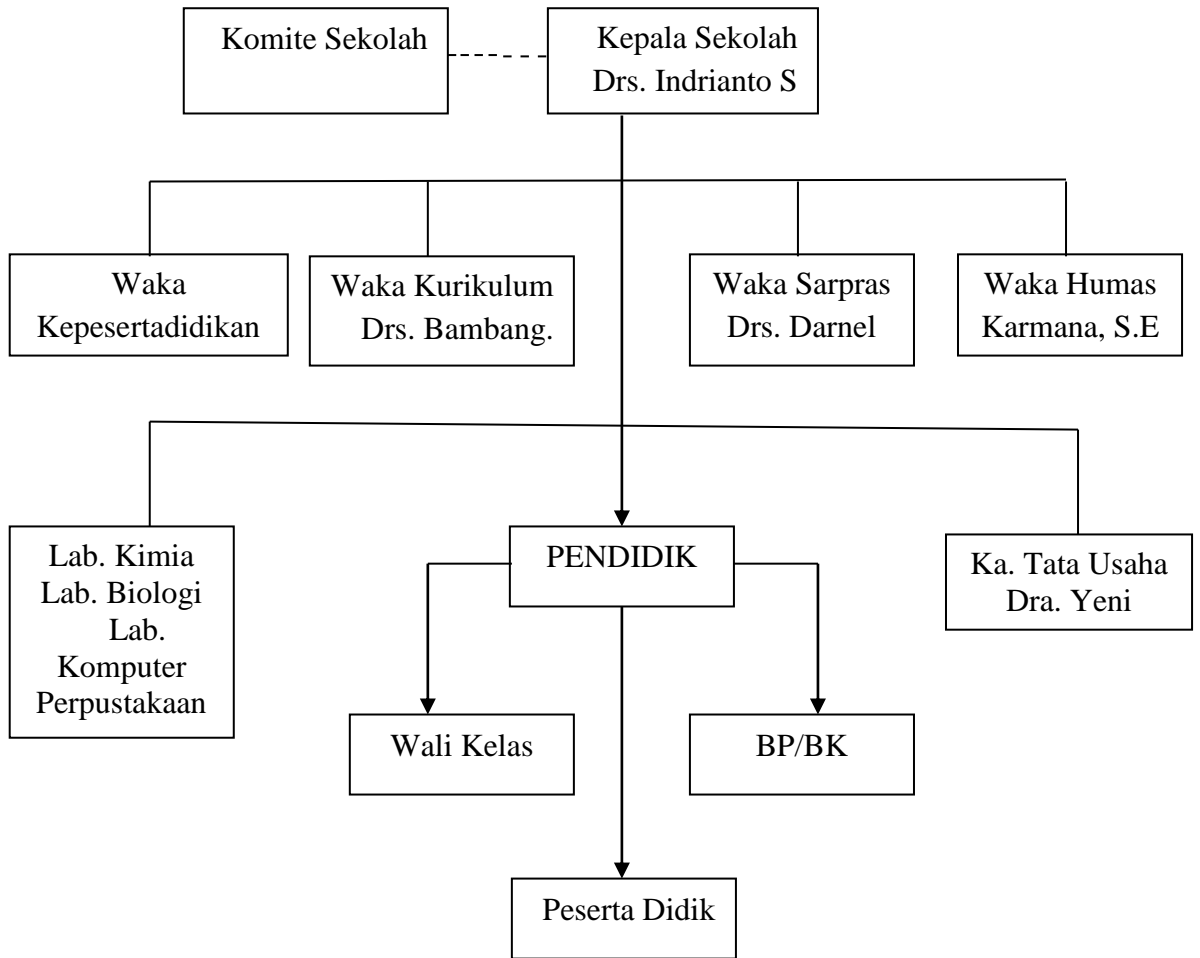 Komite Sekolah
Kepala Sekolah
Drs. Indrianto S
Waka
Kepesertadidikan
Waka Kurikulum
Drs. Bambang.
Waka Sarpras
Drs. Darnel
Waka Humas
Karmana, S.E
Lab. Kimia
Lab. Biologi
Lab.
Komputer
Perpustakaan
PENDIDIK
Ka. Tata Usaha
Dra. Yeni
Wali Kelas
BP/BK
Peserta Didik